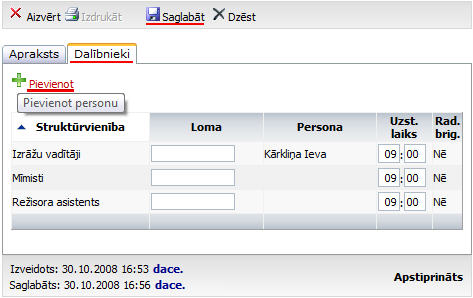 Aizvērt Izdrukāt Saglabāt Dzēst
Apraksts Dalībnieki
Pievienot
Pievienot personu
Struktūrvienība Loma Persona Uzst. laiks Rad. brig.
Izrāžu vadītāji Kārkliņa Ieva 09 : 00 Nē
Mīmisti 09 : 00 Nē
Režisora asistents 09 : 00 Nē
Izveidots: 30.10.2008 16:53 dace.
Saglabāts: 30.10.2008 16:56 dace.
Apstiprināts